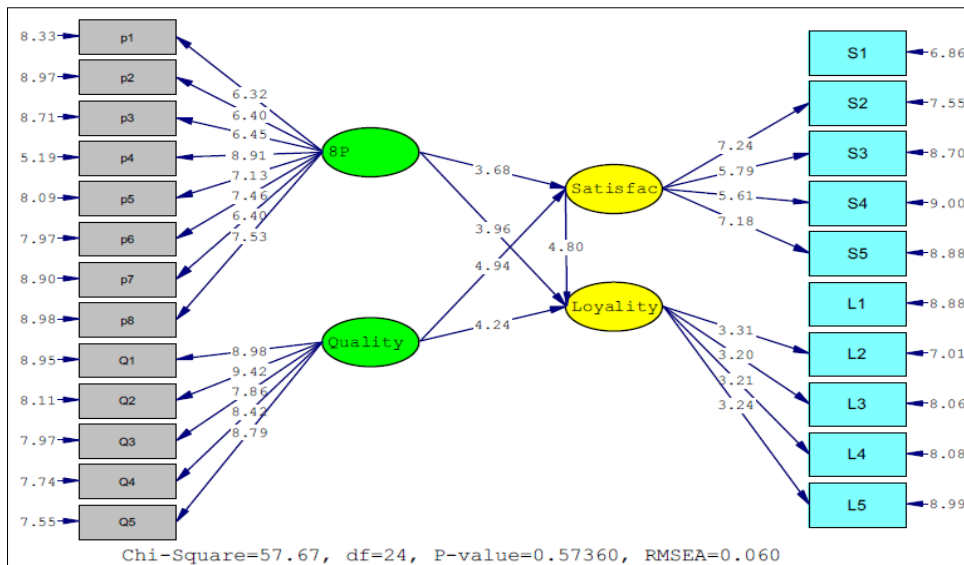 8.33 p1
8.97 p2
8.71 p3
5.19 p4
8.09 p5
7.97 p6
8.90 p7
8.98 p8
8.95 Q1
8.11 Q2
7.97 Q3
7.74 Q4
7.55 Q5
6.32
6.40
6.45
8.91
7.13
7.46
6.40
7.53
8.98
9.42
7.86
8.42
8.79
8P
Quality
3.68
3.96
4.94
4.80
4.24
Satisfac
Loyality
7.24
5.79
5.61
7.18
3.31
3.20
3.21
3.24
S1 6.86
S2 7.55
S3 8.70
S4 9.00
S5 8.88
L1 8.88
L2 7.01
L3 8.06
L4 8.08
L5 8.99
Chi-Square=57.67, df=24, P-value=0.57360, RMSEA=0.060